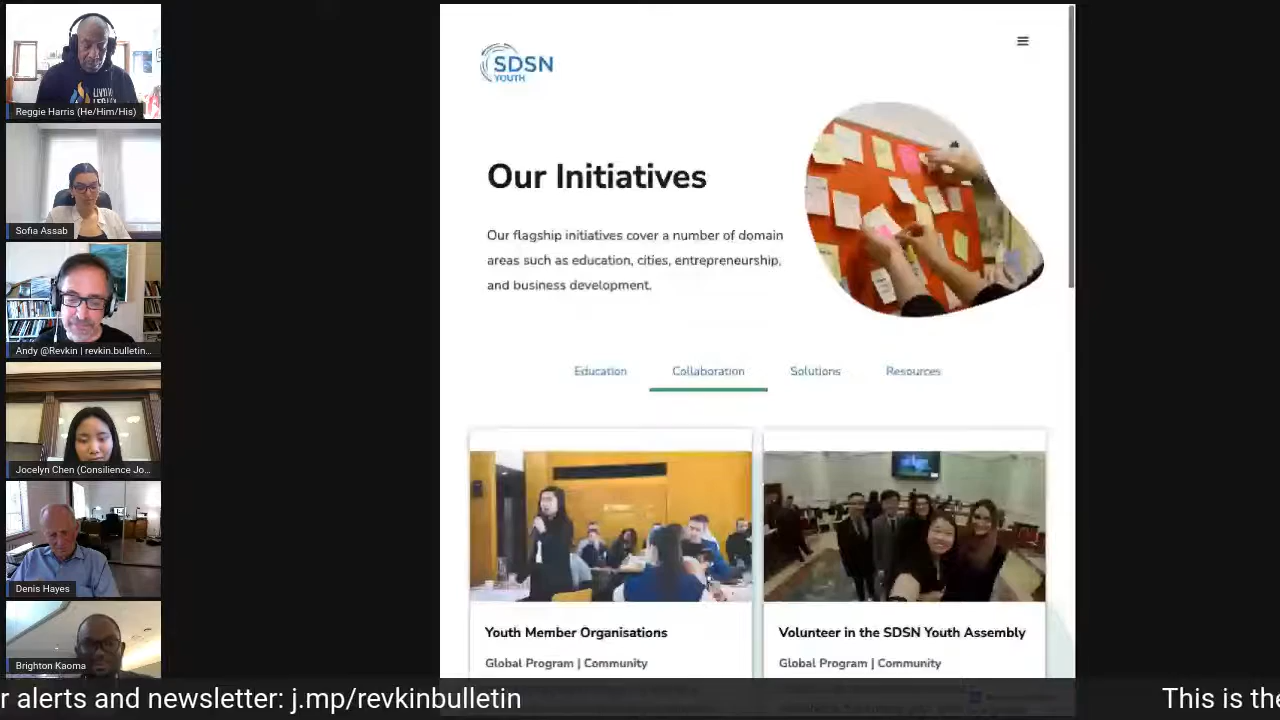 Reggie Harris (He/Him/His)
Sofia Assab
Andy @Revkin | revkin.bulletin...
Jocelyn Chen (Consilience Jo...
Denis Hayes
Brighton Kaoma
SDSN
YOUTH
Our Initiatives
Our flagship initiatives cover a number of domain
areas such as education, cities, entrepreneurship,
and business development.
Education
Collaboration
Solutions
Resources
Youth Member Organisations
Global Program | Community
Volunteer in the SDSN Youth Assembly
Global Program | Community
r alerts and newsletter: j.mp/revkinbulletin
This is the